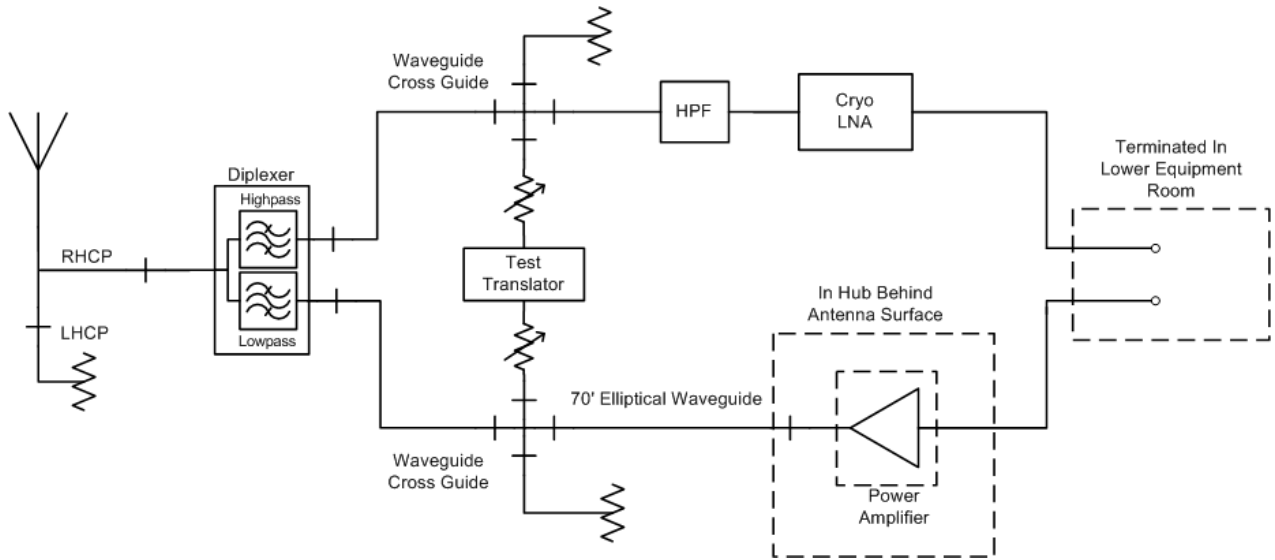 Waveguide
Cross Guide
HPF
Cryo
LNA
Terminated In
Lower Equipment
Room
Diplexer
Highpass
RHCP
Test
Translator
In Hub Behind
Antenna Surface
LHCP
Lowpass
70' Elliptical Waveguide
Waveguide
Cross Guide
Power
Amplifier